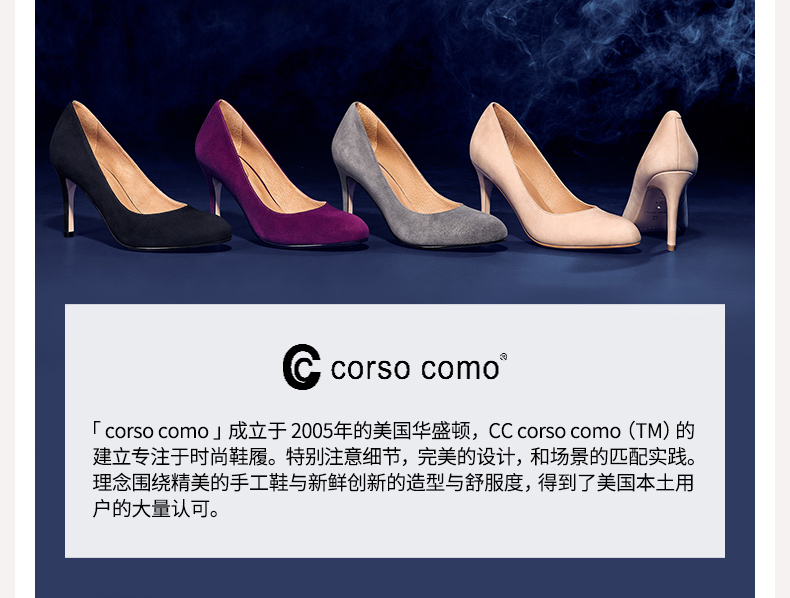 CC corso como®
「corso como」成立于 2005年的美国华盛顿，CC corso como（TM）的
建立专注于时尚鞋履。特别注意细节，完美的设计，和场景的匹配实践。
理念围绕精美的手工鞋与新鲜创新的造型与舒服度，得到了美国本土用
户的大量认可。